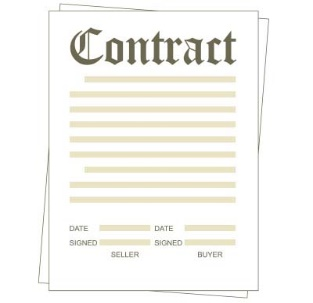 Contract
DATE DATE
SIGNED SIGNED
SELLER BUYER